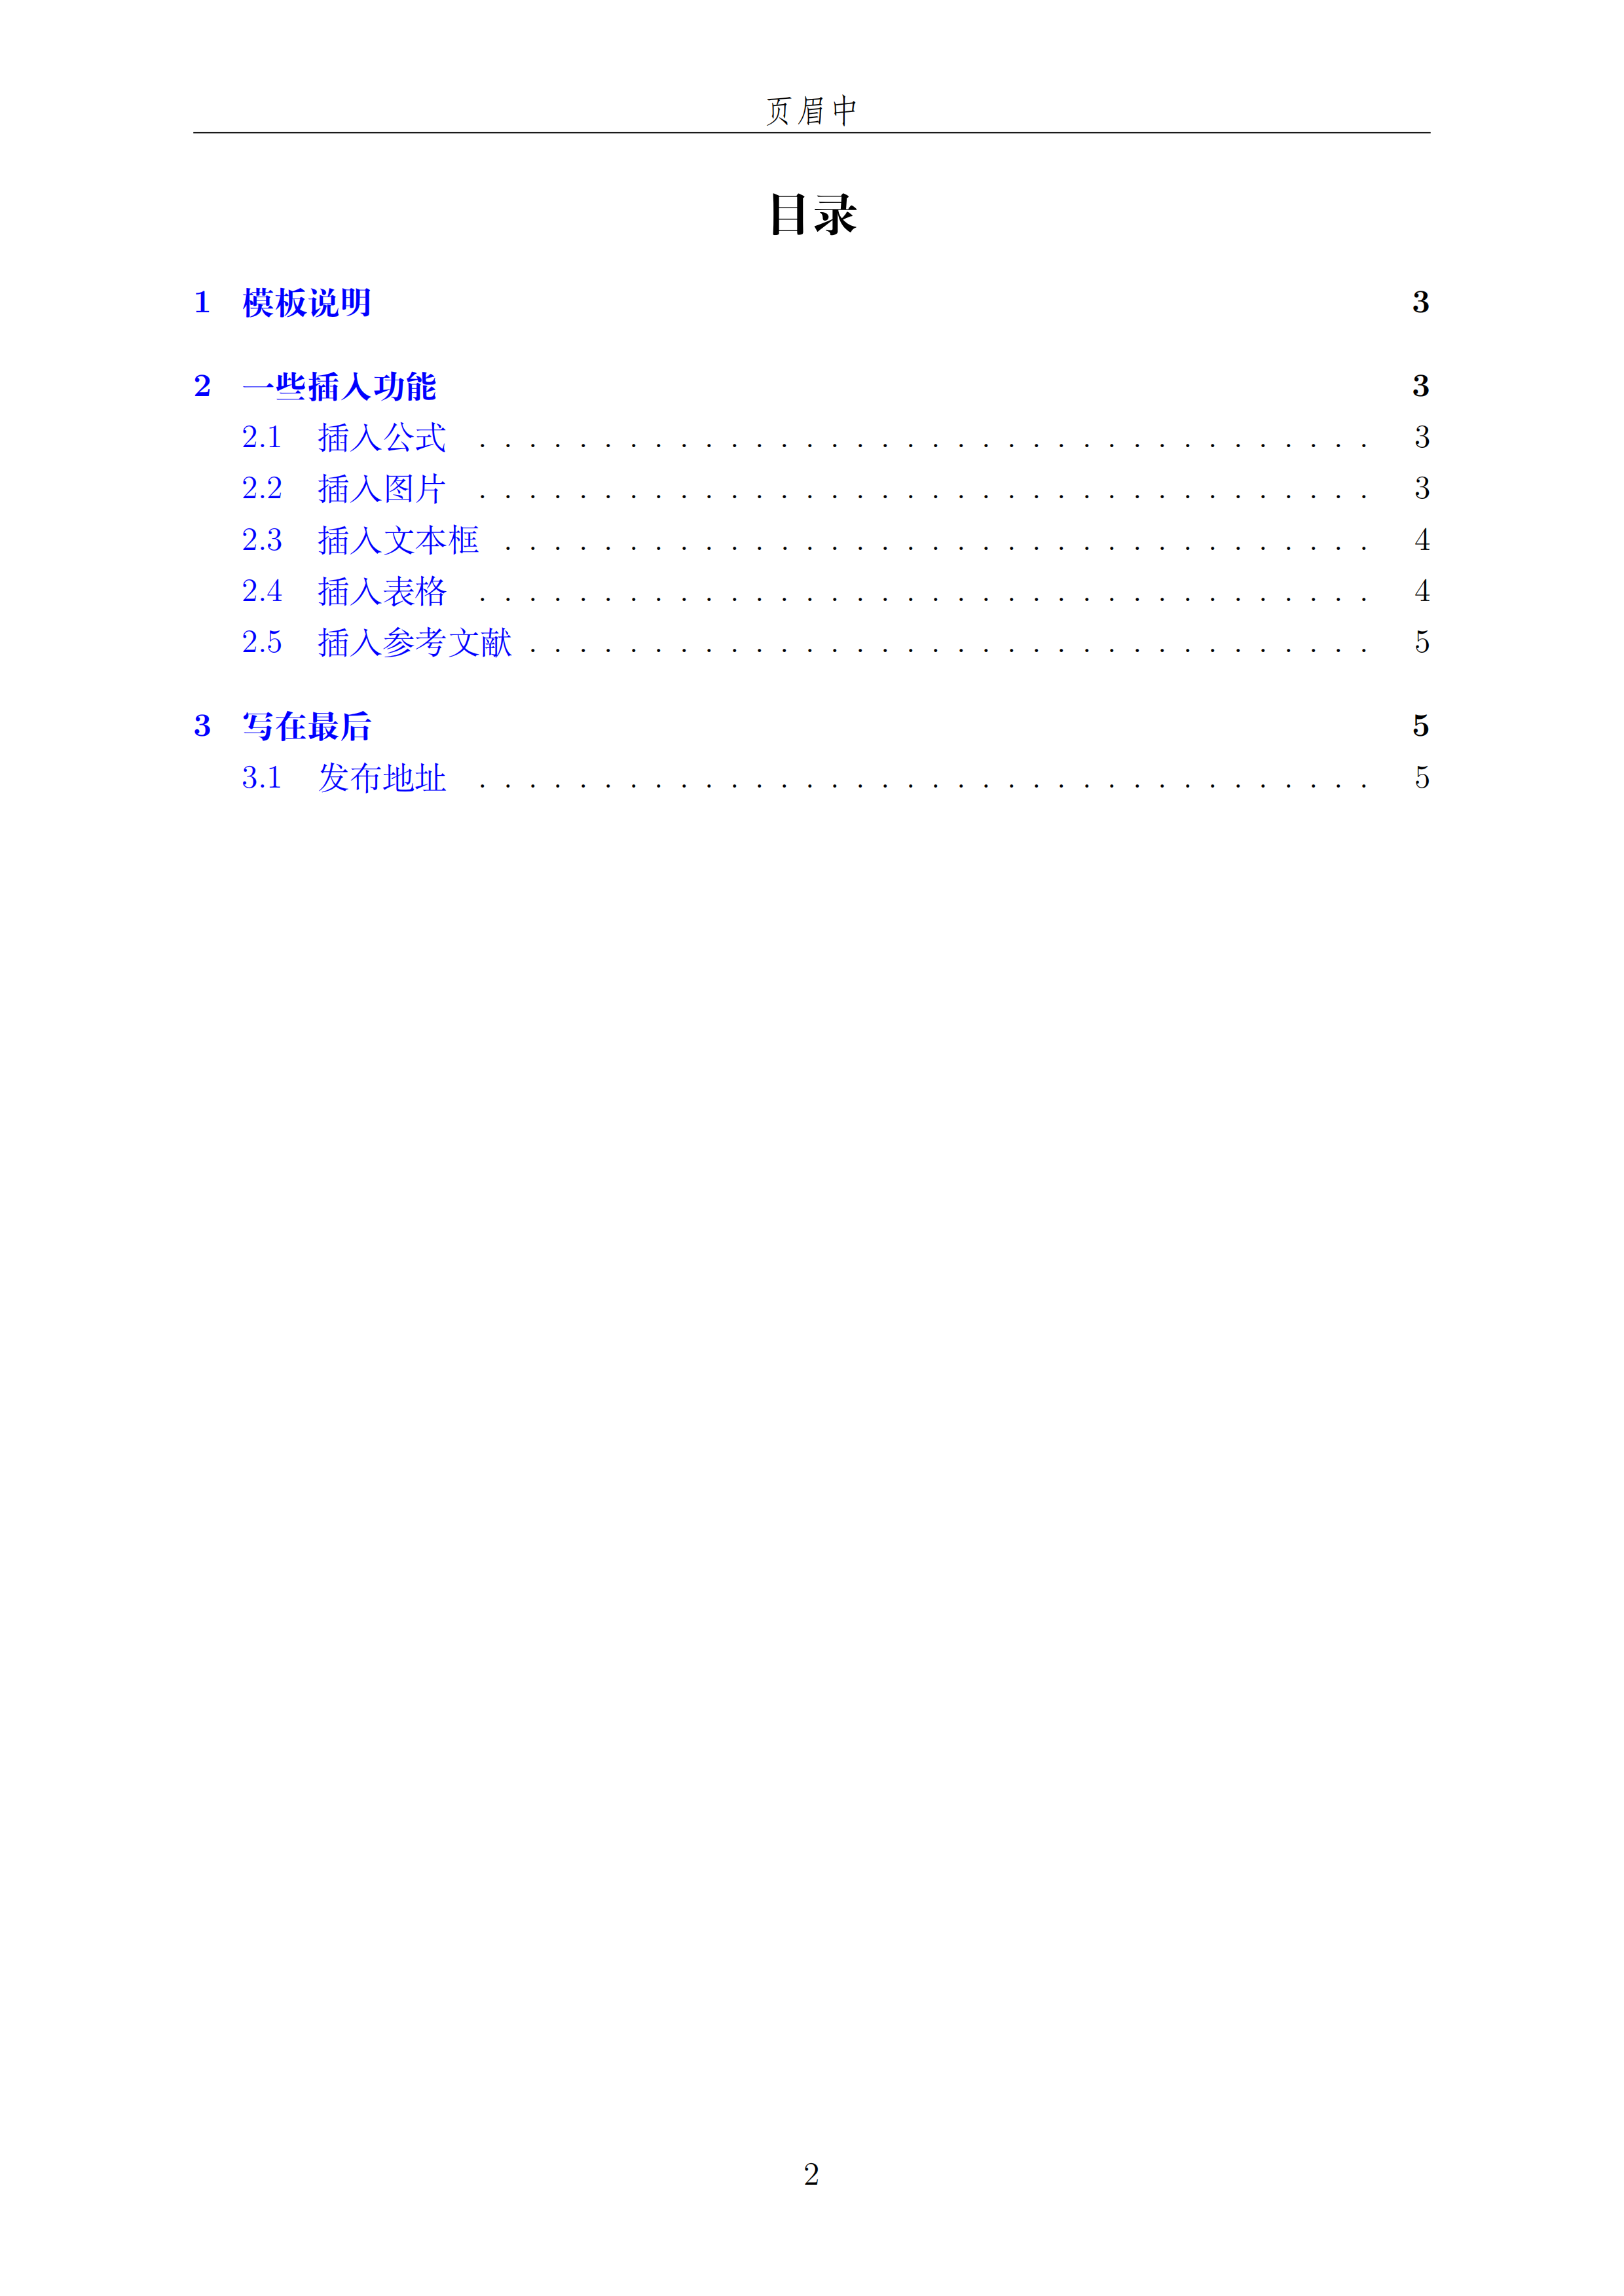 页眉中
目录
1 模板说明 3
2 一些插入功能 3
2.1 插入公式 . . . . . . . . . . . . . . . . . . . . . . . . . . . . . . . . . . . . 3
2.2 插入图片 . . . . . . . . . . . . . . . . . . . . . . . . . . . . . . . . . . . . 3
2.3 插入文本框 . . . . . . . . . . . . . . . . . . . . . . . . . . . . . . . . . . . 4
2.4 插入表格 . . . . . . . . . . . . . . . . . . . . . . . . . . . . . . . . . . . . 4
2.5 插入参考文献 . . . . . . . . . . . . . . . . . . . . . . . . . . . . . . . . . . 5
3 写在最后 5
3.1 发布地址 . . . . . . . . . . . . . . . . . . . . . . . . . . . . . . . . . . . . 5
2